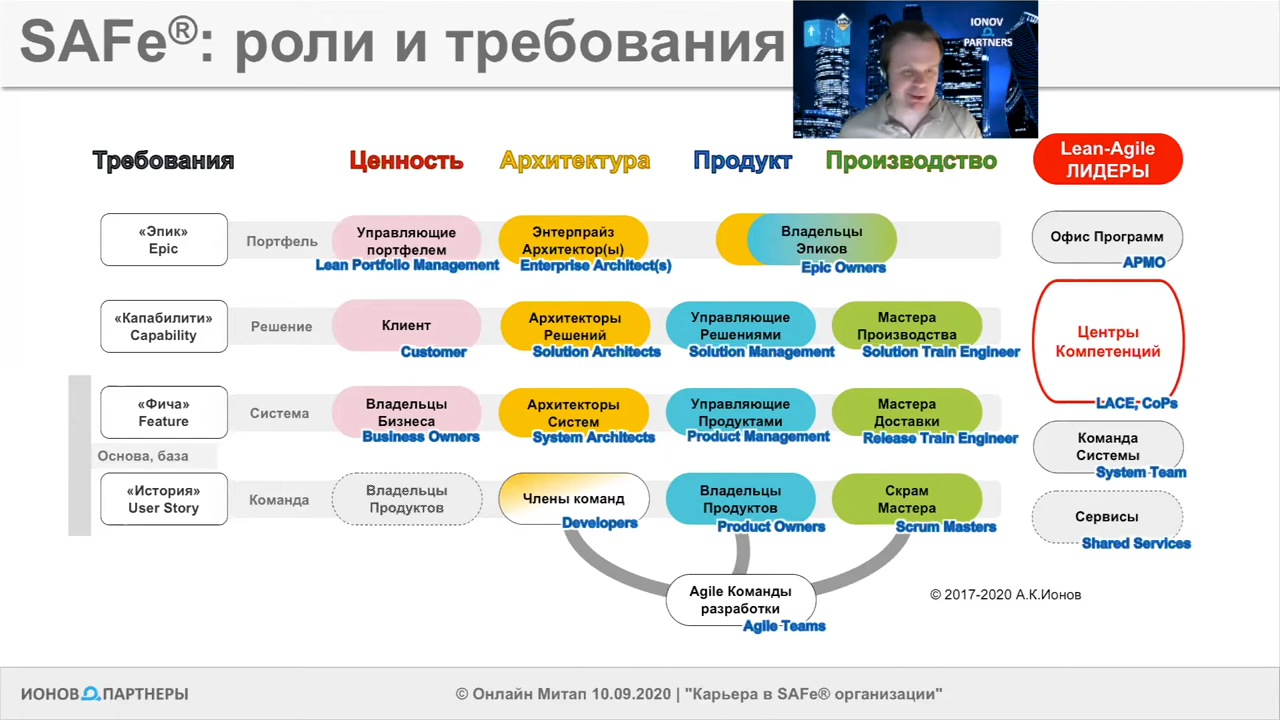 SAFe®: роли и требования
IONOV
PARTNERS
Требования
Ценность
Архитектура
Продукт
Производство
Lean-Agile
ЛИДЕРЫ
«Эпик»
Epic
Портфель
Управляющие
портфелем
Lean Portfolio Management
Энтерпрайз
Архитектор(ы)
Enterprise Architect(s)
Владельцы
Эпиков
Epic Owners
Офис Программ
APMO
«Капабилити»
Capability
Решение
Клиент
Customer
Архитекторы
Решений
Solution Architects
Управляющие
Решениями
Solution Management
Мастера
Производства
Solution Train Engineer
Центры
Компетенций
LACE, CoPs
«Фича»
Feature
Система
Владельцы
Бизнеса
Business Owners
Архитекторы
Систем
System Architects
Управляющие
Продуктами
Product Management
Мастера
Доставки
Release Train Engineer
Команда
Системы
System Team
Основа, база
«История»
User Story
Команда
Владельцы
Продуктов
Члены команд
Developers
Владельцы
Продуктов
Product Owners
Скрам
Мастера
Scrum Masters
Сервисы
Shared Services
Agile Команды
разработки
Agile Teams
© 2017-2020 А.К.Ионов
ИОНОВ ПАРТНЕРЫ
© Онлайн Митап 10.09.2020 | "Карьера в SAFe® организации"